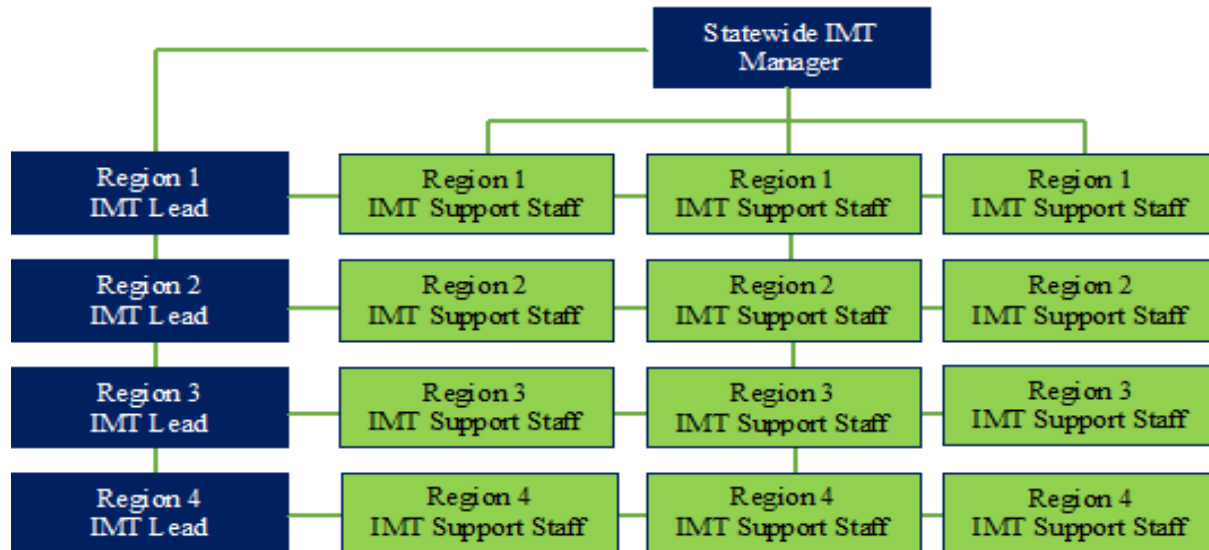 Statewide IMT
Manager
Region 1
IMT Lead
Region 1
IMT Support Staff
Region 1
IMT Support Staff
Region 1
IMT Support Staff
Region 2
IMT Lead
Region 2
IMT Support Staff
Region 2
IMT Support Staff
Region 2
IMT Support Staff
Region 3
IMT Lead
Region 3
IMT Support Staff
Region 3
IMT Support Staff
Region 3
IMT Support Staff
Region 4
IMT Lead
Region 4
IMT Support Staff
Region 4
IMT Support Staff
Region 4
IMT Support Staff